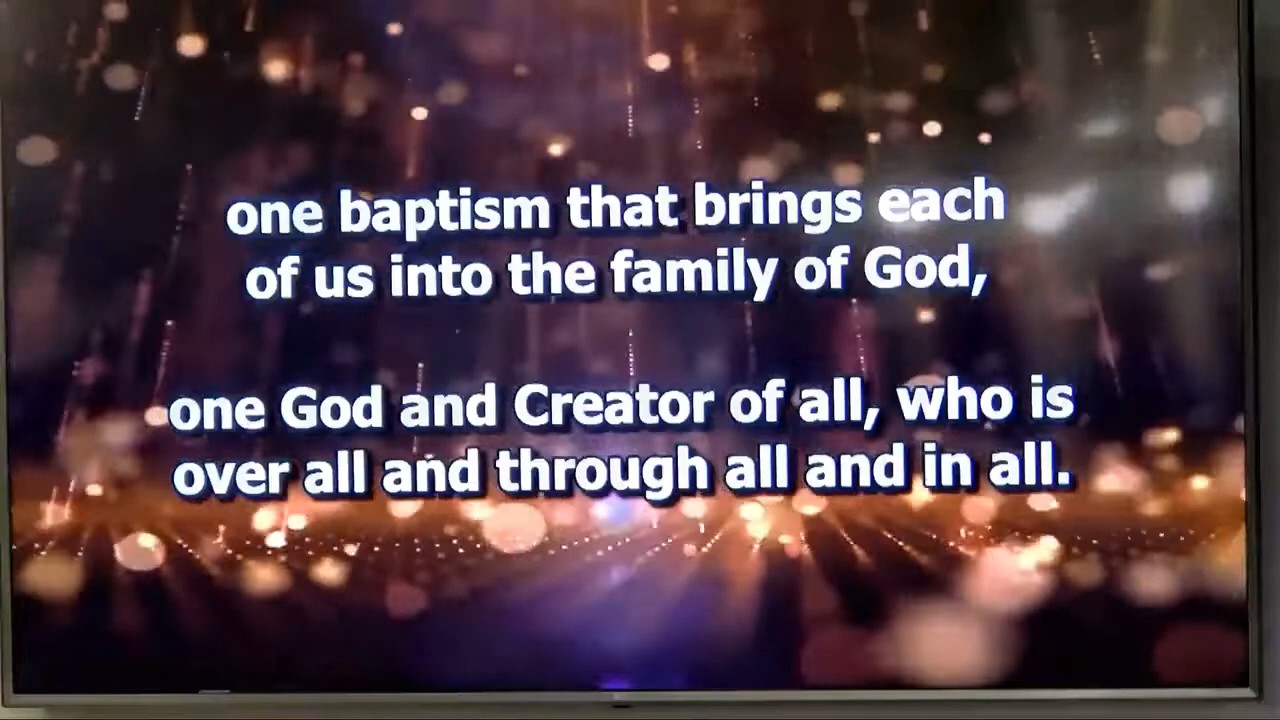 one baptism that brings each
of us into the family of God,
one God and Creator of all, who is
over all and through all and in all.